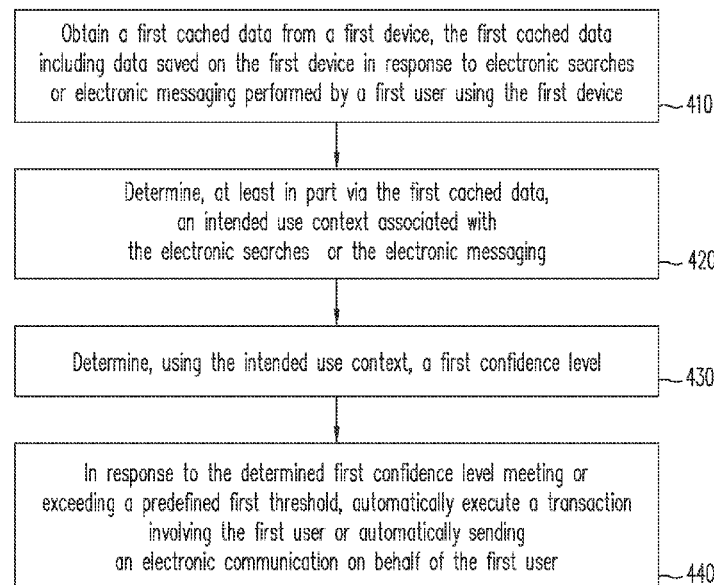 Obtain a first cached data from a first device, the first cached data
including data saved on the first device in response to electronic searches
or electronic messaging performed by a first user using the first device
410
Determine, at least in part via the first cached data,
an intended use context associated with
the electronic searches or the electronic messaging
420
Determine, using the intended use context, a first confidence level
430
In response to the determined first confidence level meeting or
exceeding a predefined first threshold, automatically execute a transaction
involving the first user or automatically sending
an electronic communication on behalf of the first user
440